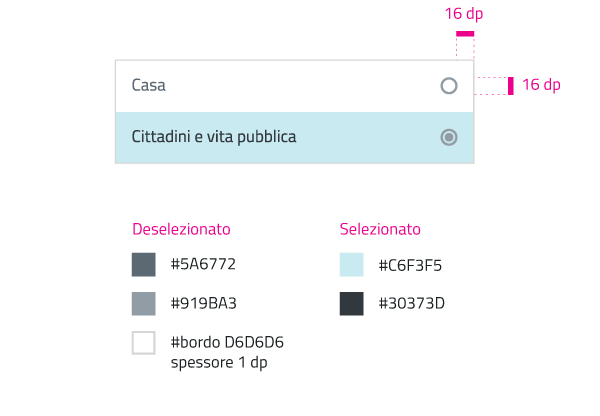 16 dp
Casa
16 dp
Cittadini e vita pubblica
Deselezionato
Selezionato
#5A6772
#C6F3F5
#919BA3
#30373D
#bordo D6D6D6
spessore 1 dp